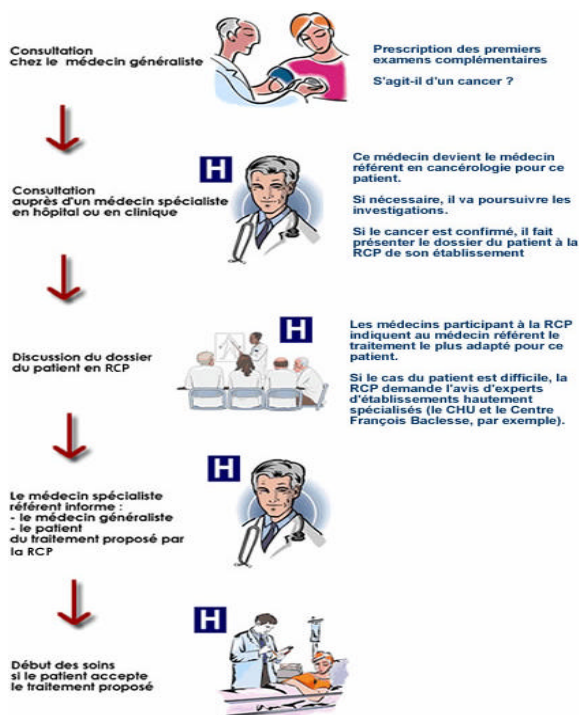 Consultation
chez le médecin généraliste
Prescription des premiers
examens complémentaires
S'agit-il d'un cancer ?
H
Consultation
auprès d'un médecin spécialiste
en hôpital ou en clinique
Ce médecin devient le médecin
référent en cancérologie pour ce
patient.
Si nécessaire, il va poursuivre les
investigations.
Si le cancer est confirmé, il fait
présenter le dossier du patient à la
RCP de son établissement
H
Discussion du dossier
du patient en RCP
Les médecins participant à la RCP
indiquent au médecin référent le
traitement le plus adapté pour ce
patient.
Si le cas du patient est difficile, la
RCP demande l'avis d'experts
d'établissements hautement
spécialisés (le CHU et le Centre
François Baclesse, par exemple).
H
Le médecin spécialiste
référent informe :
- le médecin généraliste
- le patient
du traitement proposé par
la RCP
H
Début des soins
si le patient accepte
le traitement proposé